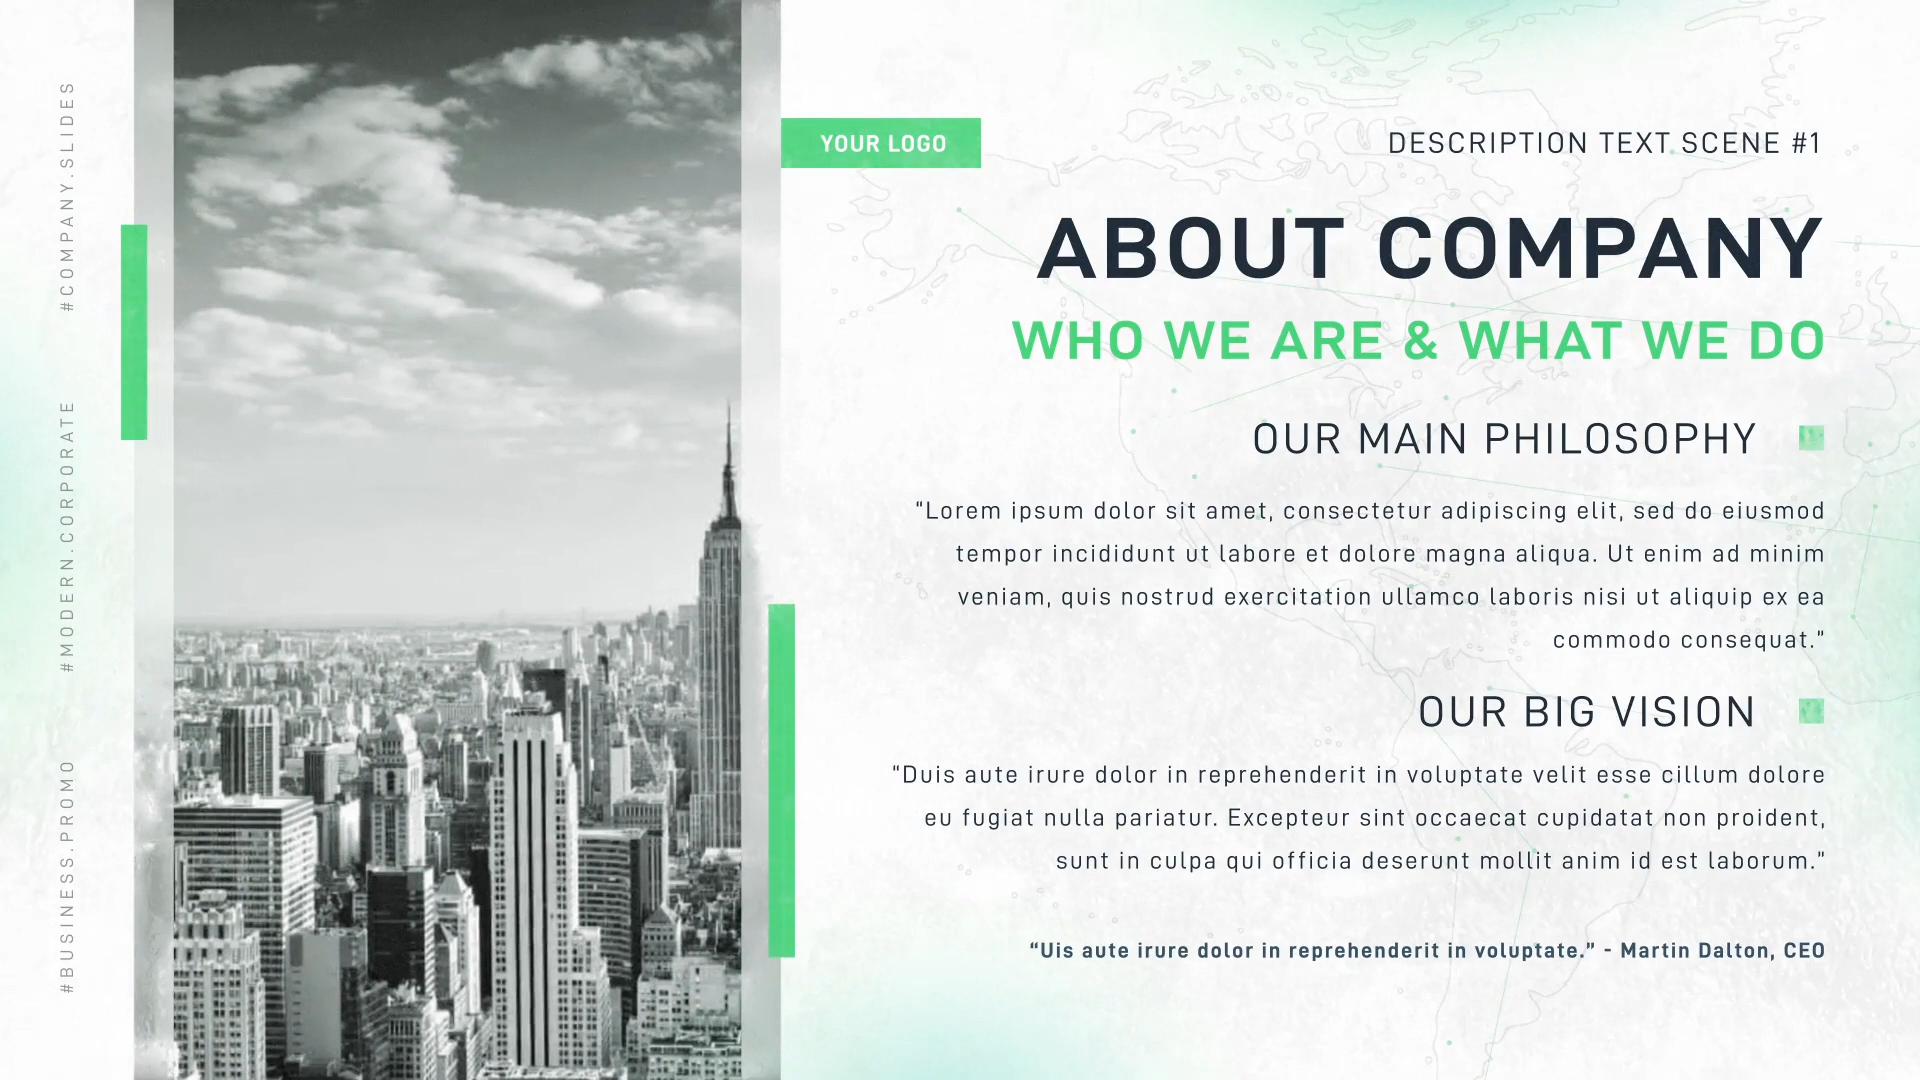 #COMPANY.SLIDES
#MODERN.CORPORATE
#BUSINESS.PROMO
YOUR LOGO
DESCRIPTION TEXT SCENE #1
ABOUT COMPANY
WHO WE ARE & WHAT WE DO
OUR MAIN PHILOSOPHY
“Lorem ipsum dolor sit amet, consectetur adipiscing elit, sed do eiusmod
tempor incididunt ut labore et dolore magna aliqua. Ut enim ad minim
veniam, quis nostrud exercitation ullamco laboris nisi ut aliquip ex ea
commodo consequat.”
OUR BIG VISION
“Duis aute irure dolor in reprehenderit in voluptate velit esse cillum dolore
eu fugiat nulla pariatur. Excepteur sint occaecat cupidatat non proident,
sunt in culpa qui officia deserunt mollit anim id est laborum.”
“Uis aute irure dolor in reprehenderit in voluptate.” - Martin Dalton, CEO